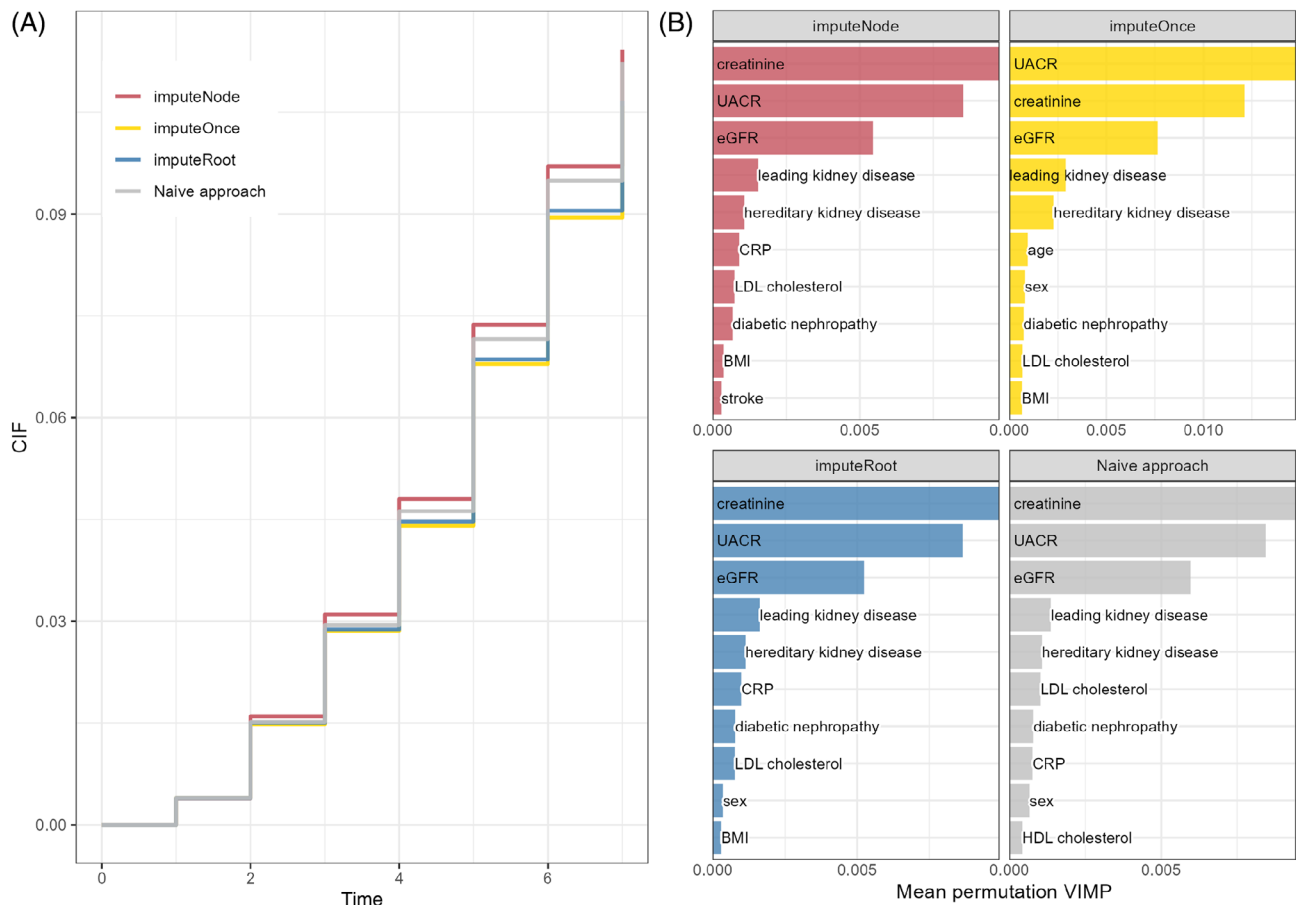 (A)
imputeNode
imputeOnce
imputeRoot
Naive approach
CIF
0.09
0.06
0.03
0.00
0
2
4
6
Time
(B)
imputeNode
creatinine
UACR
eGFR
leading kidney disease
hereditary kidney disease
CRP
LDL cholesterol
diabetic nephropathy
BMI
stroke
0.000
0.005
imputeOnce
UACR
creatinine
eGFR
leading kidney disease
hereditary kidney disease
age
sex
diabetic nephropathy
LDL cholesterol
BMI
0.000
0.005
0.010
imputeRoot
creatinine
UACR
eGFR
leading kidney disease
hereditary kidney disease
CRP
diabetic nephropathy
LDL cholesterol
sex
BMI
0.000
0.005
Naive approach
creatinine
UACR
eGFR
leading kidney disease
hereditary kidney disease
LDL cholesterol
diabetic nephropathy
CRP
sex
HDL cholesterol
0.000
0.005
Mean permutation VIMP